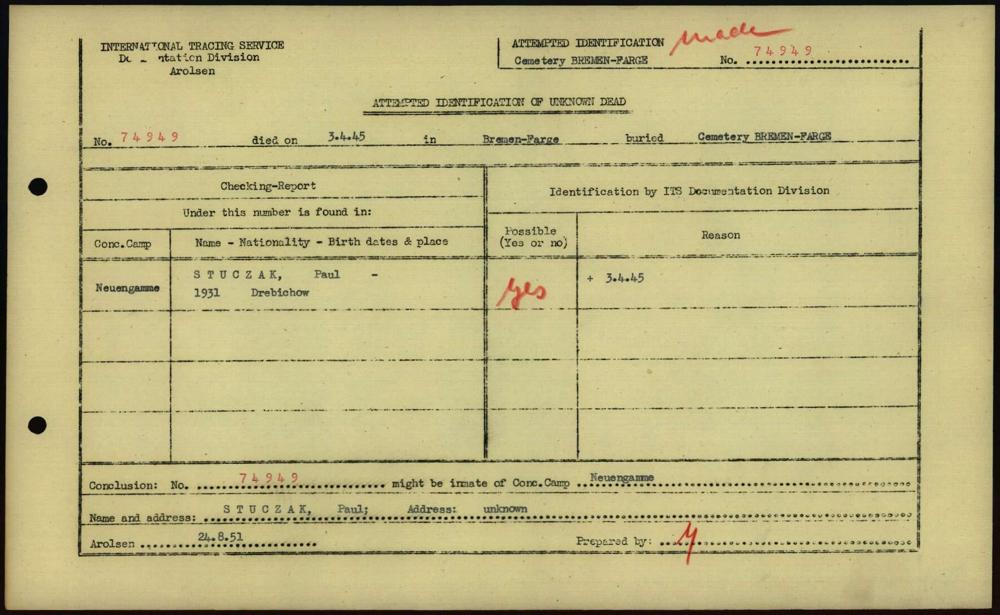 INTERNATIONAL TRACING SERVICE
Documentation Division
Arolsen
ATTEMPTED IDENTIFICATION made
Cemetery BREMEN-FARGE No. 74949
ATTEMPTED IDENTIFICATION OF UNKNOWN DEAD
No. 74949 died on 3.4.45 in Bremen-Farge buried Cemetery BREMEN-FARGE
Checking-Report
Under this number is found in:
Identification by ITS Documentation Division
Conc.Camp
Name - Nationality - Birth dates & place
Possible
(Yes or no)
Reason
Neuengamme
S T U C Z A K, Paul -
1931 Drebichow
yes
+ 3.4.45
Conclusion: No. 74949 might be inmate of Conc.Camp Neuengamme
Name and address: S T U C Z A K, Paul; Address: unknown
Arolsen 24.8.51 Prepared by: